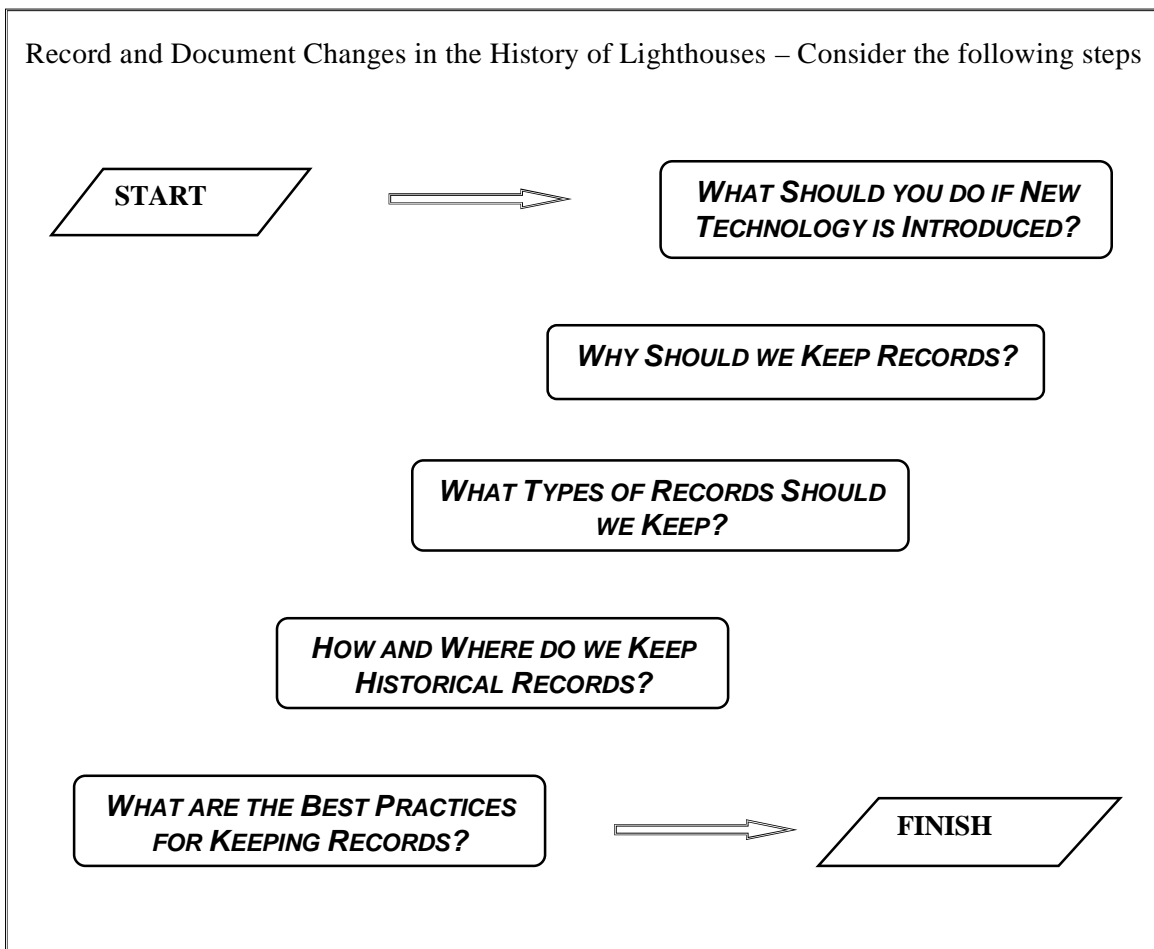 Record and Document Changes in the History of Lighthouses – Consider the following steps
START
WHAT SHOULD YOU DO IF NEW
TECHNOLOGY IS INTRODUCED?
WHY SHOULD WE KEEP RECORDS?
WHAT TYPES OF RECORDS SHOULD
WE KEEP?
HOW AND WHERE DO WE KEEP
HISTORICAL RECORDS?
WHAT ARE THE BEST PRACTICES
FOR KEEPING RECORDS?
FINISH